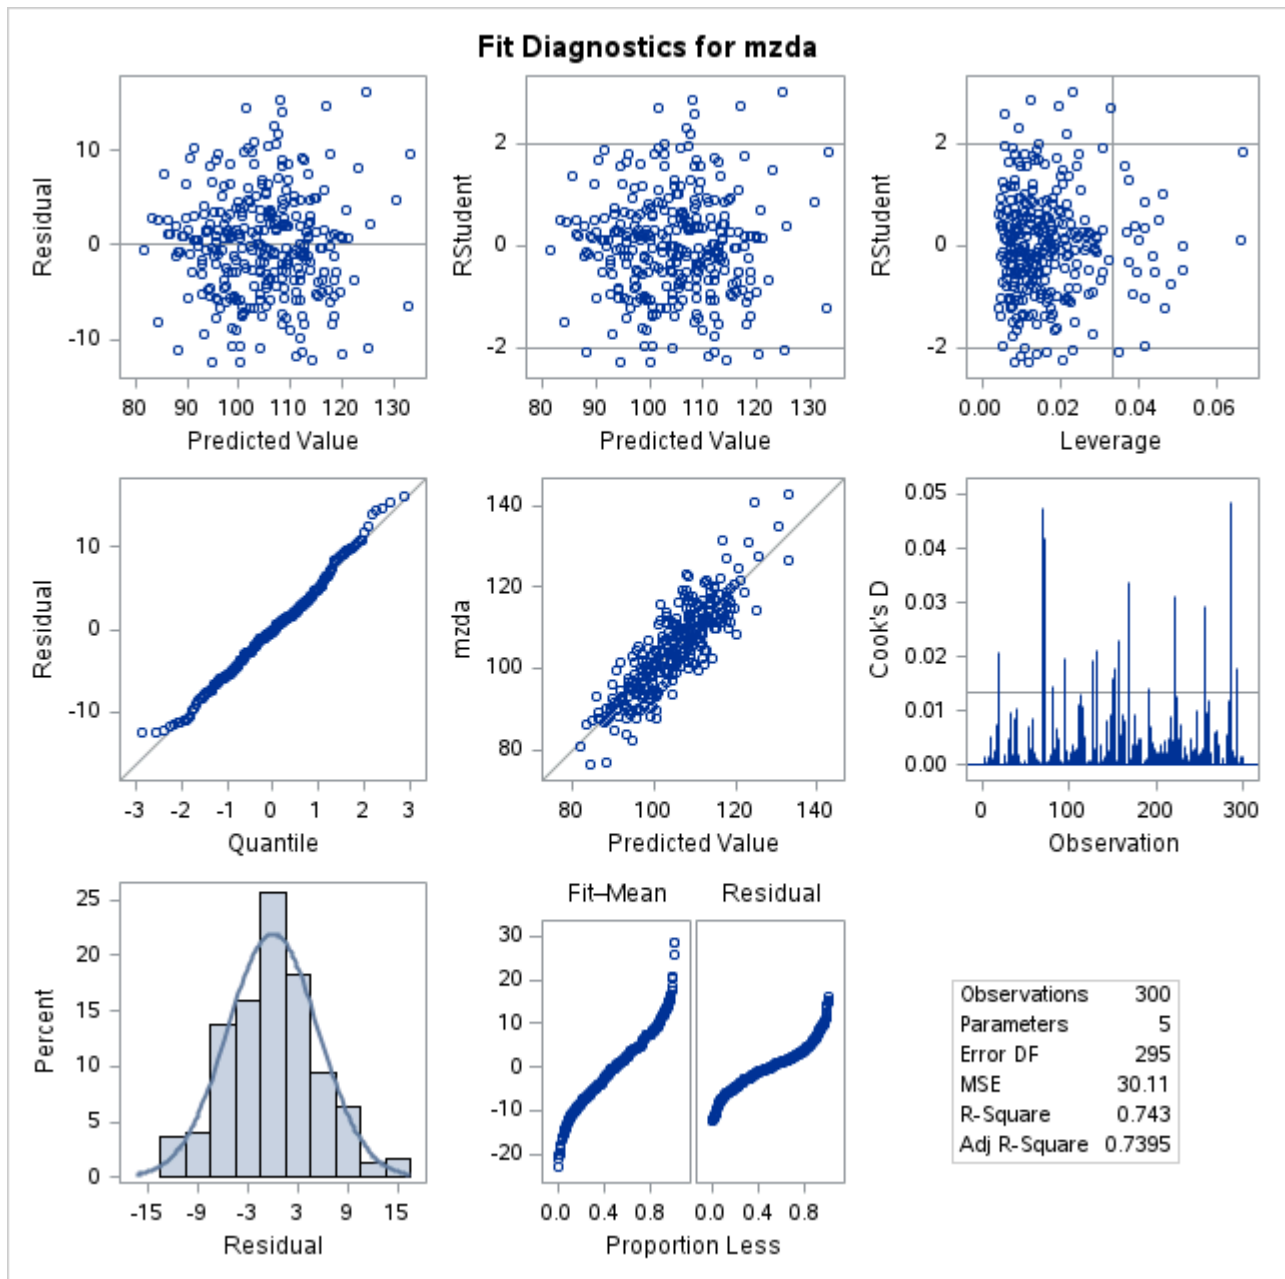 Fit Diagnostics for mzda
Residual
10
0
-10
80 90 100 110 120 130
Predicted Value
RStudent
2
0
-2
80 90 100 110 120 130
Predicted Value
RStudent
2
0
-2
0.00 0.02 0.04 0.06
Leverage
Residual
10
0
-10
-3 -2 -1 0 1 2 3
Quantile
mzda
140
120
100
80
80 100 120 140
Predicted Value
Cook's D
0.05
0.04
0.03
0.02
0.01
0.00
0 100 200 300
Observation
Percent
25
20
15
10
5
0
-15 -9 -3 3 9 15
Residual
Fit–Mean Residual
30
20
10
0
-10
-20
0.0 0.4 0.8 0.0 0.4 0.8
Proportion Less
Observations 300
Parameters 5
Error DF 295
MSE 30.11
R-Square 0.743
Adj R-Square 0.7395